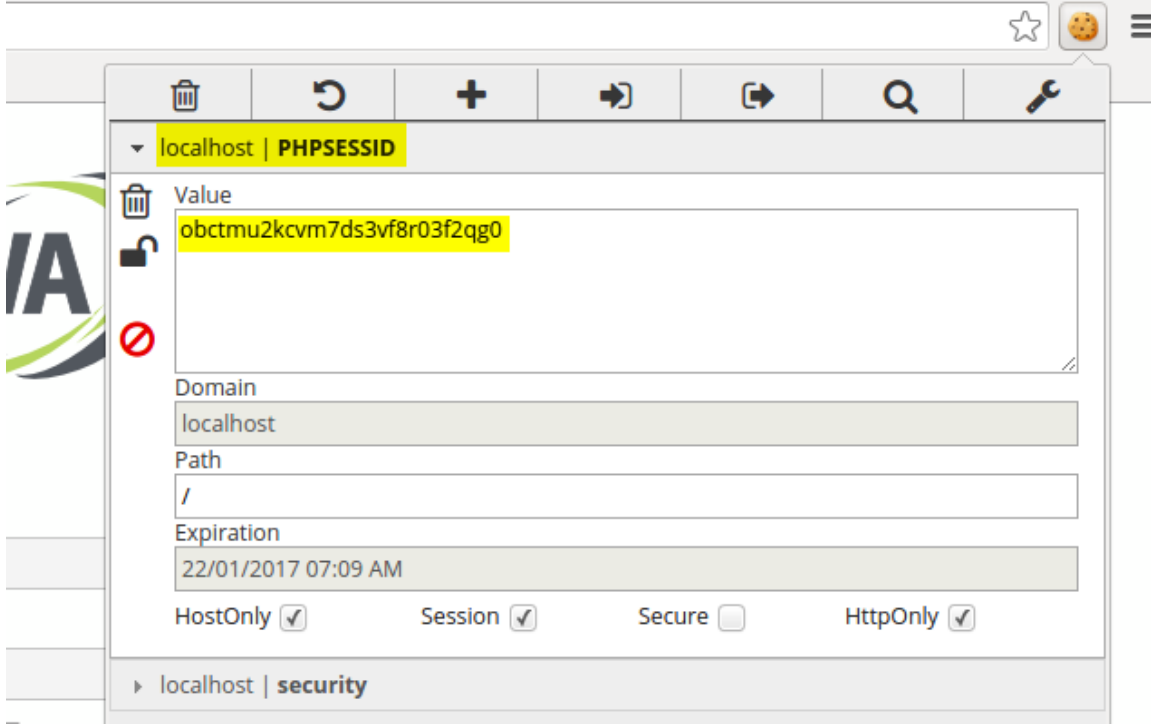 localhost | PHPSESSID
VA
Value
obctmu2kcvm7ds3vf8r03f2qg0
Domain
localhost
Path
/
Expiration
22/01/2017 07:09 AM
HostOnly Session Secure HttpOnly
localhost | security